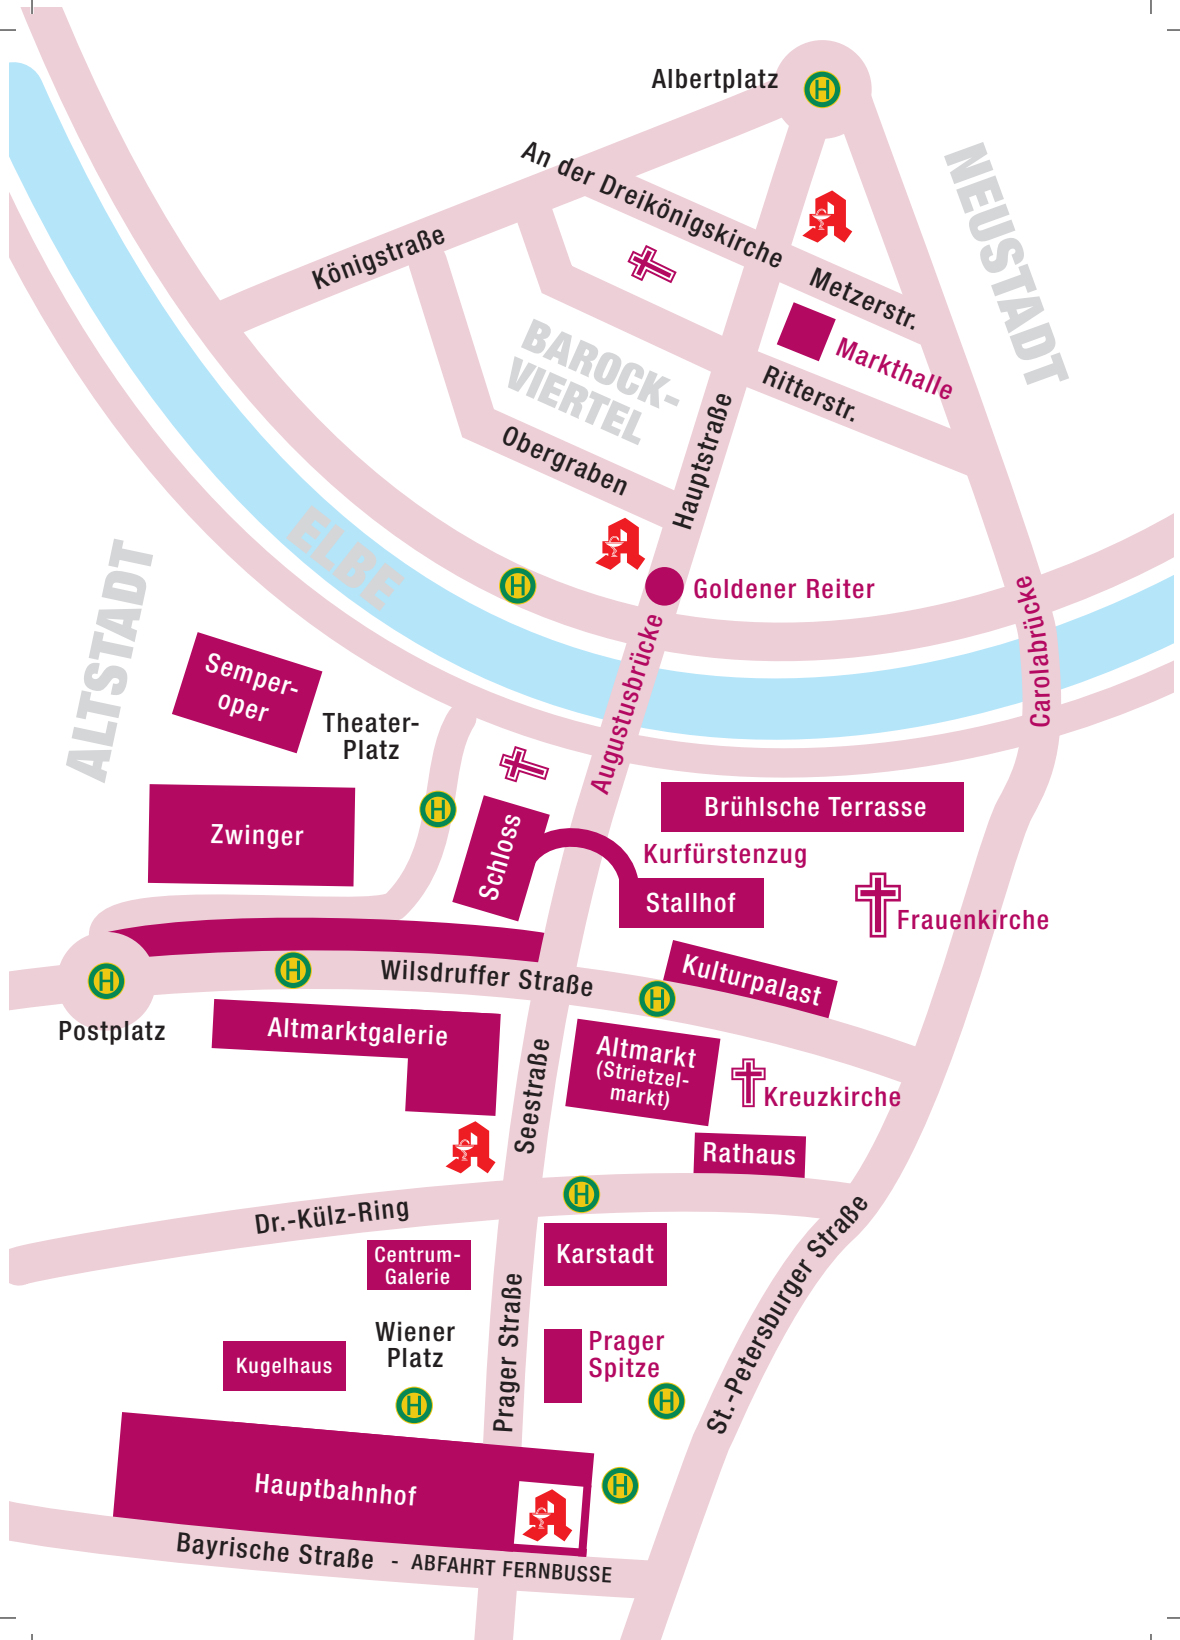 Albertplatz
H
An der Dreikönigskirche
NEUSTADT
A
Königstraße
Metzerstr.
BAROCK-
VIERTEL
Markthalle
Ritterstr.
Hauptstraße
Obergraben
ELBE
A
H
Goldener Reiter
ALTSTADT
Augustusbrücke
Carolabrücke
Semper-
oper
Theater-
Platz
H
Zwinger
Schloss
Brühlsche Terrasse
Kurfürstenzug
Stallhof
Frauenkirche
H
H
Wilsdruffer Straße
H
Kulturpalast
Postplatz
Altmarktgalerie
Seestraße
Altmarkt
(Strietzel-
markt)
Kreuzkirche
A
Rathaus
H
Dr.-Külz-Ring
Centrum-
Galerie
Karstadt
St.-Petersburger Straße
Prager Straße
Wiener
Platz
Prager
Spitze
Kugelhaus
H
H
Hauptbahnhof
A
H
Bayrische Straße - ABFAHRT FERNBUSSE